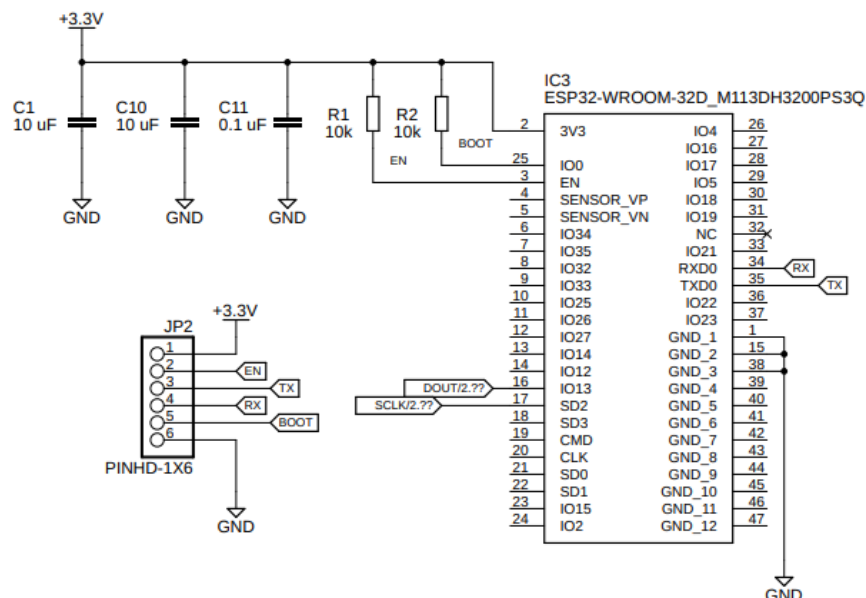 +3.3V
C1
10 uF
C10
10 uF
C11
0.1 uF
R1
10k
R2
10k
EN
BOOT
GND
GND
GND
IC3
ESP32-WROOM-32D_M113DH3200PS3Q
2 3V3 IO4 26
IO16 27
25 IO0 IO17 28
3 EN IO5 29
4 SENSOR_VP IO18 30
5 SENSOR_VN IO19 31
6 IO34 NC 32
7 IO35 IO21 33
8 IO32 RXD0 34 RX
9 IO33 TXD0 35 TX
10 IO25 IO22 36
11 IO26 IO23 37
12 IO27 GND_1 1
13 IO14 GND_2 15
14 IO12 GND_3 38
DOUT/2.?? 16 IO13 GND_4 39
SCLK/2.?? 17 SD2 GND_5 40
18 SD3 GND_6 41
19 CMD GND_7 42
20 CLK GND_8 43
21 SD0 GND_9 44
22 SD1 GND_10 45
23 IO15 GND_11 46
24 IO2 GND_12 47
GND
+3.3V
JP2
1
2 EN
3 TX
4 RX
5 BOOT
6
PINHD-1X6
GND